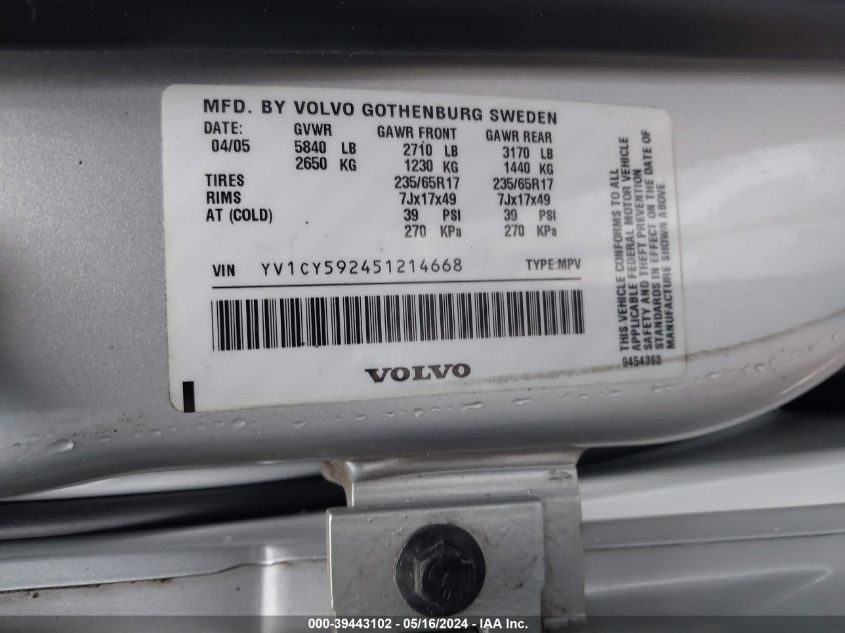 MFD. BY VOLVO GOTHENBURG SWEDEN
DATE: GVWR GAWR FRONT GAWR REAR
04/05 5840 LB 2710 LB 3170 LB
2650 KG 1230 KG 1440 KG
TIRES 235/65R17 235/65R17
RIMS 7Jx17x49 7Jx17x49
AT (COLD) 39 PSI 39 PSI
270 KPa 270 KPa
VIN YV1CY592451214668 TYPE:MPV
VOLVO
THIS VEHICLE CONFORMS TO ALL
APPLICABLE FEDERAL MOTOR VEHICLE
SAFETY AND THEFT PREVENTION
STANDARDS IN EFFECT ON THE DATE OF
MANUFACTURE SHOWN ABOVE.
9454363
000-39443102 - 05/16/2024 - IAA Inc.